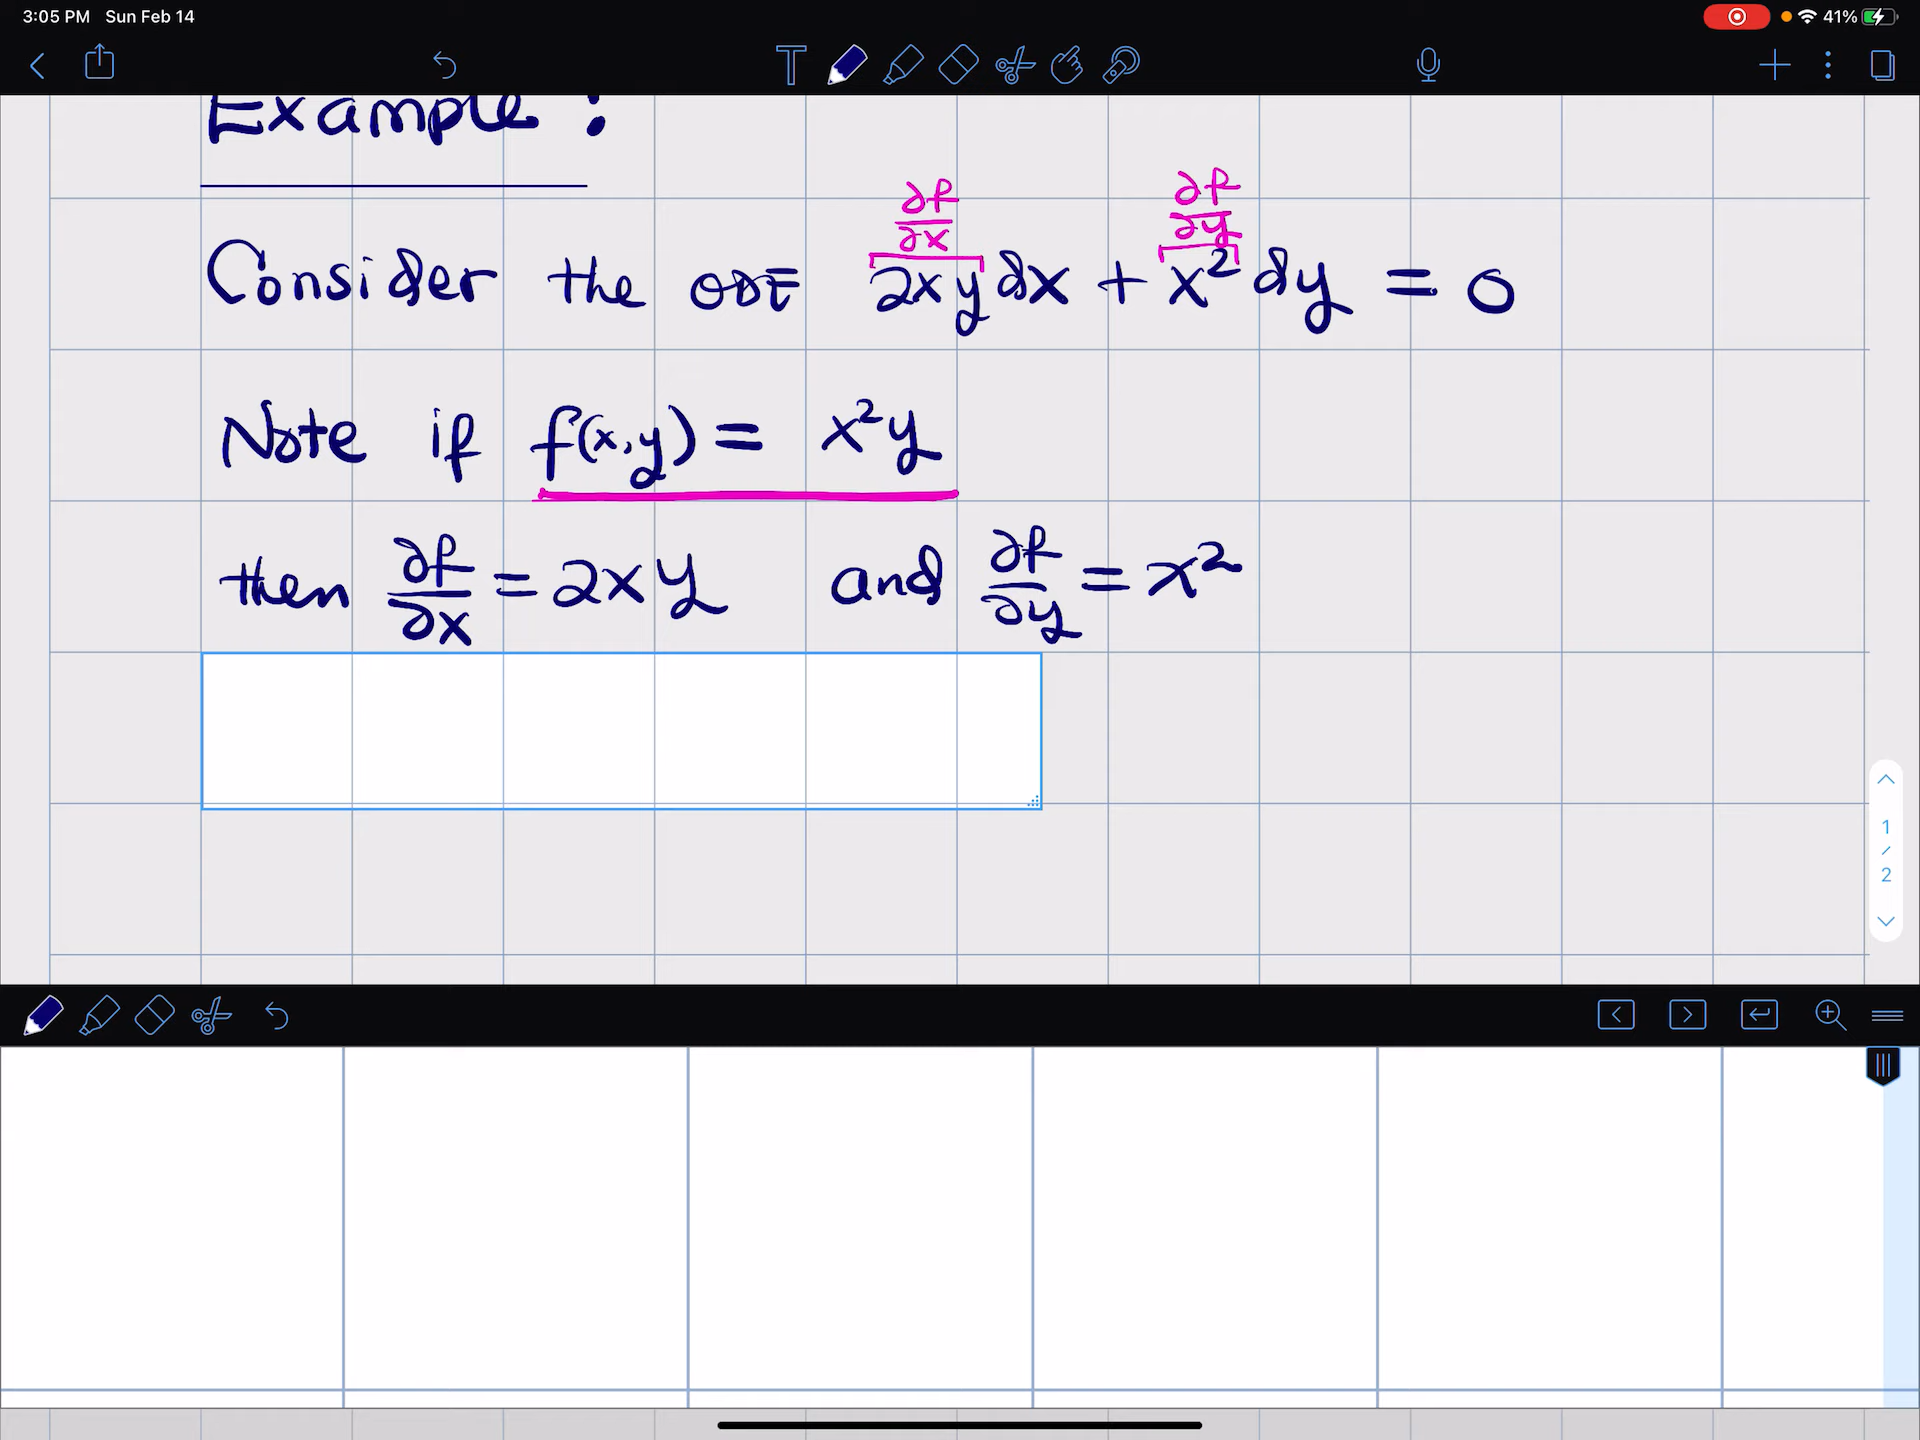 3:05 PM Sun Feb 14 41%
T
Example :
∂f/∂x ∂f/∂y
Consider the ODE 2xy dx + x² dy = 0
Note if f(x,y) = x²y
then ∂f/∂x = 2xy and ∂f/∂y = x²
1
/
2